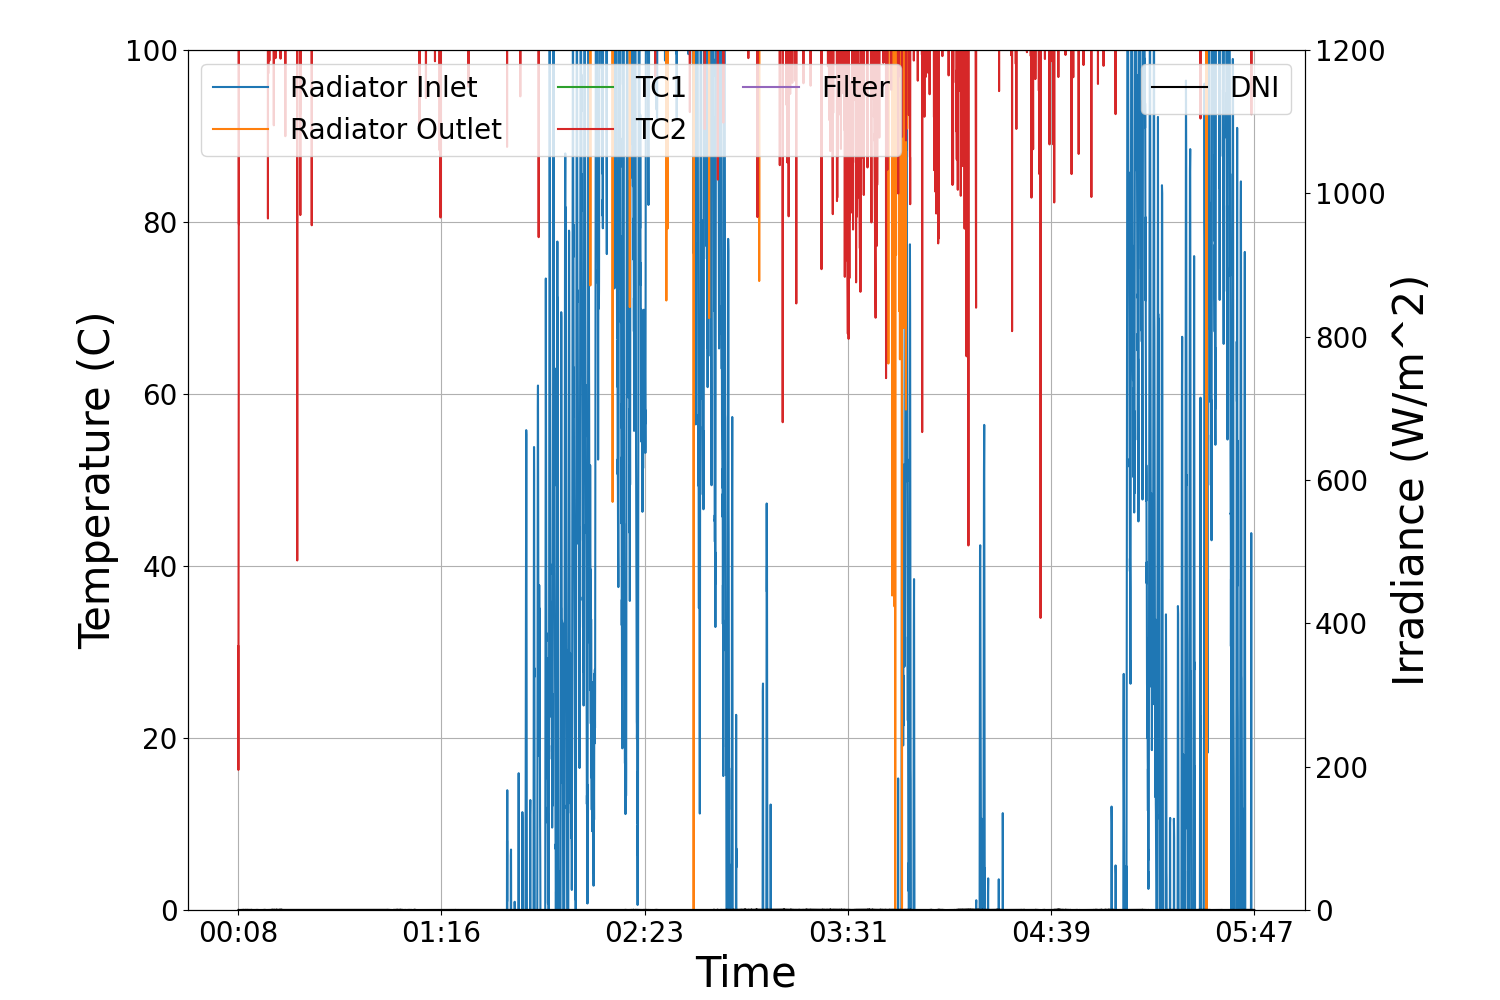 100
80
60
40
20
0
Temperature (C)
Radiator Inlet
Radiator Outlet
TC1
TC2
Filter
DNI
1200
1000
800
600
400
200
0
Irradiance (W/m^2)
00:08 01:16 02:23 03:31 04:39 05:47
Time